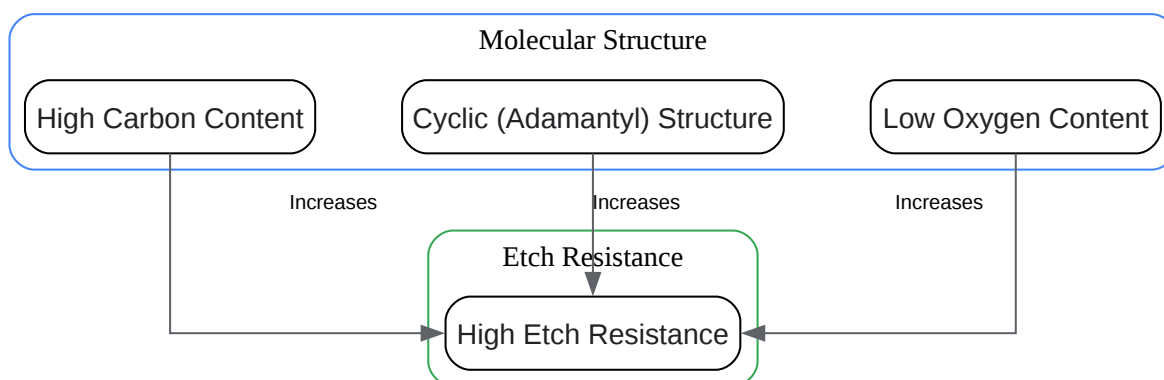 Molecular Structure
High Carbon Content
Cyclic (Adamantyl) Structure
Low Oxygen Content
Increases
Increases
Increases
Etch Resistance
High Etch Resistance